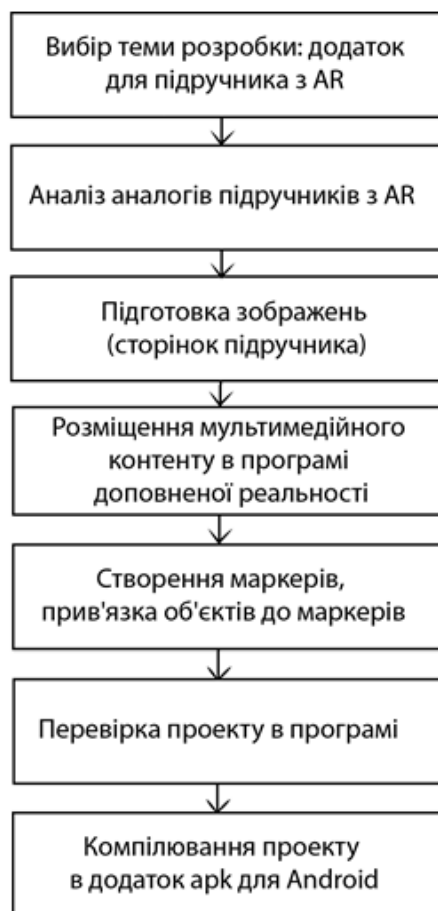 Вибір теми розробки: додаток
для підручника з AR
Аналіз аналогів підручників з AR
Підготовка зображень
(сторінок підручника)
Розміщення мультимедійного
контенту в програмі
доповненої реальності
Створення маркерів,
прив'язка об'єктів до маркерів
Перевірка проекту в програмі
Компілювання проекту
в додаток apk для Android